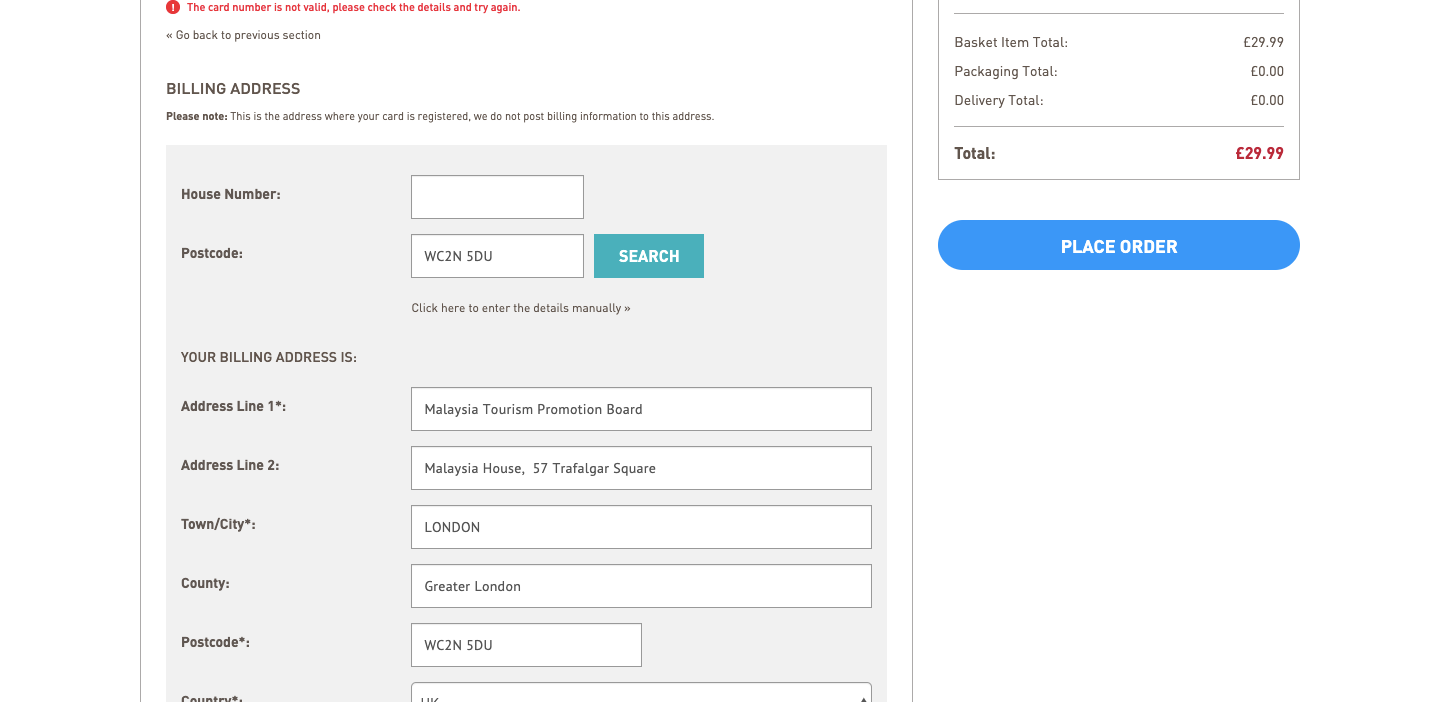 ! The card number is not valid, please check the details and try again.
« Go back to previous section
BILLING ADDRESS
Please note: This is the address where your card is registered, we do not post billing information to this address.
House Number:
Postcode: WC2N 5DU SEARCH
Click here to enter the details manually »
YOUR BILLING ADDRESS IS:
Address Line 1*: Malaysia Tourism Promotion Board
Address Line 2: Malaysia House, 57 Trafalgar Square
Town/City*: LONDON
County: Greater London
Postcode*: WC2N 5DU
Country*: UK
Basket Item Total: £29.99
Packaging Total: £0.00
Delivery Total: £0.00
Total: £29.99
PLACE ORDER